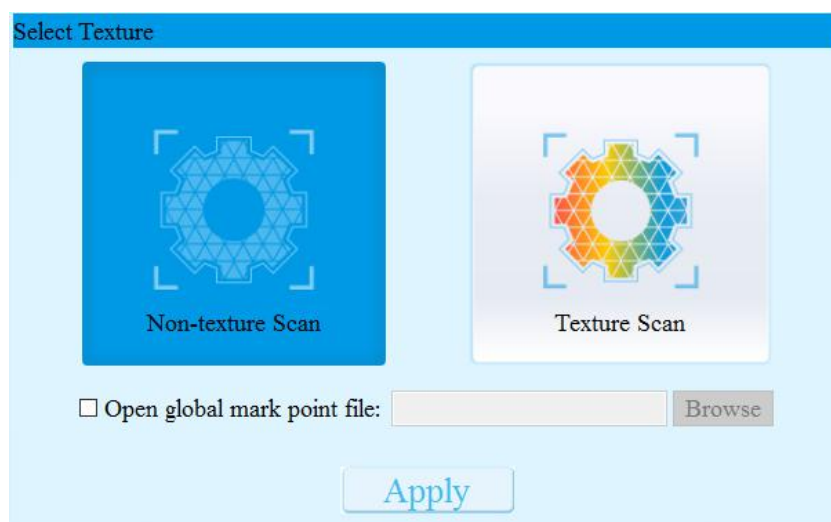 Select Texture
Non-texture Scan
Texture Scan
Open global mark point file:
Browse
Apply